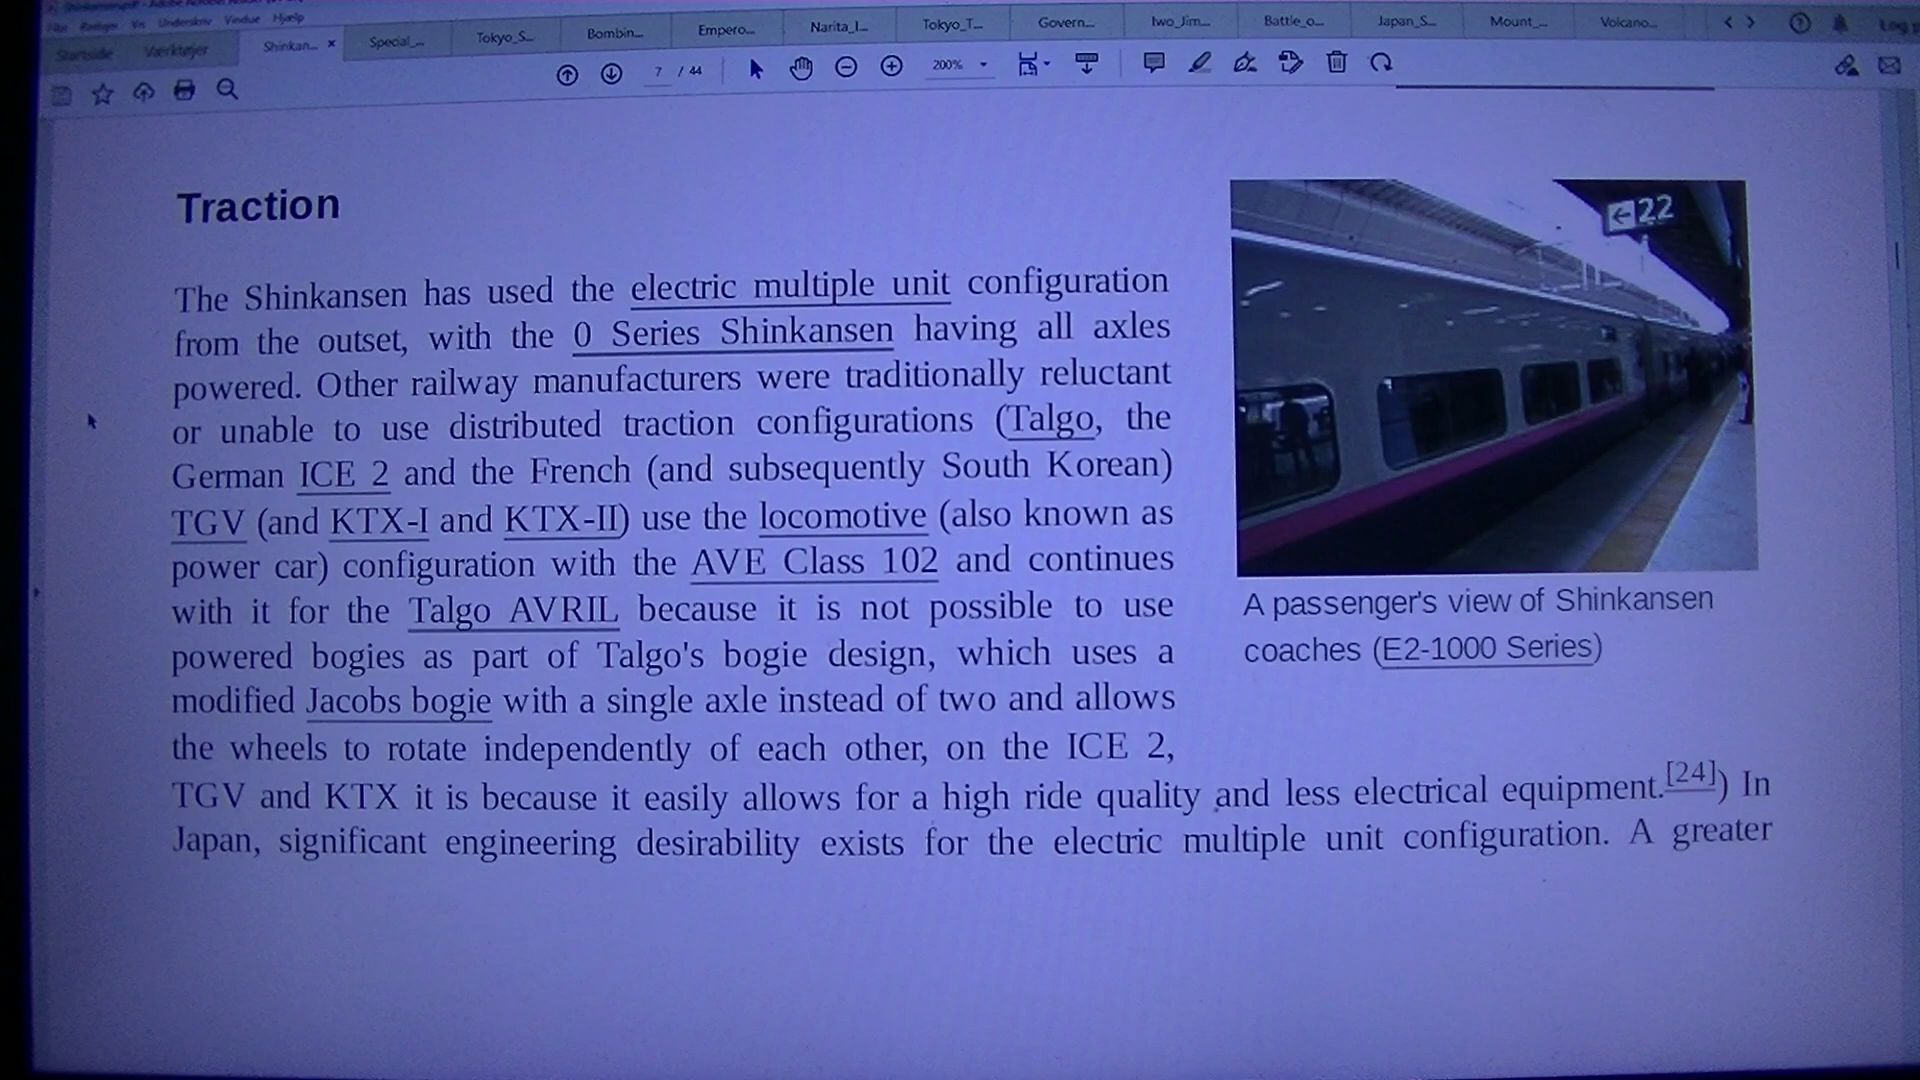 Filer Rediger Vis Underskriv Vindue Hjælp
Startside Værktøjer Shinkan... × Special_... Tokyo_S... Bombin... Empero... Narita_I... Tokyo_T... Govern... Iwo_Jim... Battle_o... Japan_S... Mount_... Volcano...
7 / 44 200%
Traction
←22
The Shinkansen has used the electric multiple unit configuration
from the outset, with the 0 Series Shinkansen having all axles
powered. Other railway manufacturers were traditionally reluctant
or unable to use distributed traction configurations (Talgo, the
German ICE 2 and the French (and subsequently South Korean)
TGV (and KTX-I and KTX-II) use the locomotive (also known as
power car) configuration with the AVE Class 102 and continues
with it for the Talgo AVRIL because it is not possible to use
powered bogies as part of Talgo's bogie design, which uses a
modified Jacobs bogie with a single axle instead of two and allows
the wheels to rotate independently of each other, on the ICE 2,
TGV and KTX it is because it easily allows for a high ride quality and less electrical equipment.[24]) In
Japan, significant engineering desirability exists for the electric multiple unit configuration. A greater
A passenger's view of Shinkansen
coaches (E2-1000 Series)